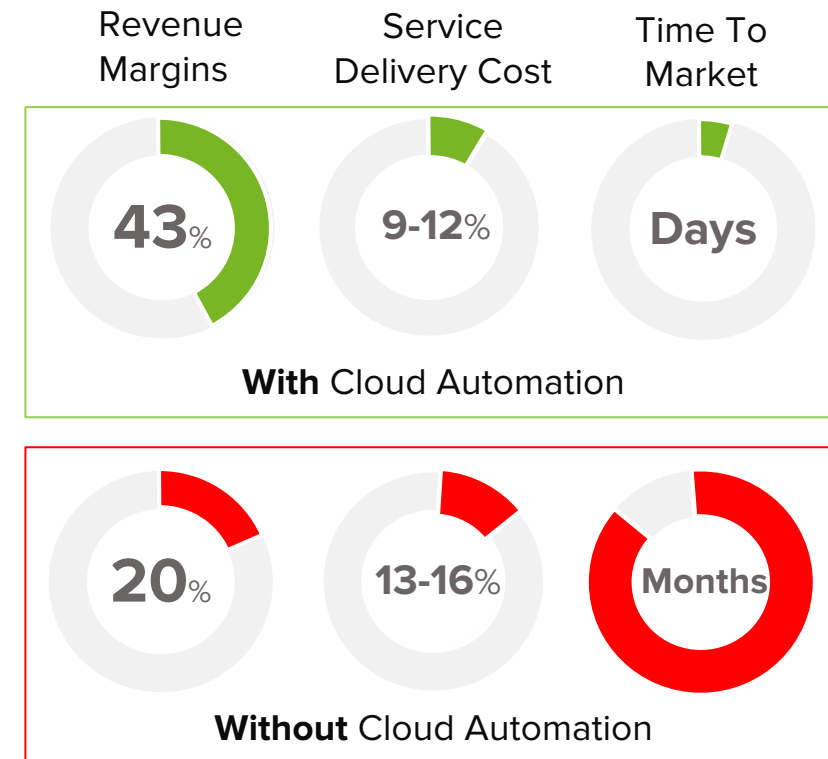 Revenue
Margins
Service
Delivery Cost
Time To
Market
43%
9-12%
Days
With Cloud Automation
20%
13-16%
Months
Without Cloud Automation